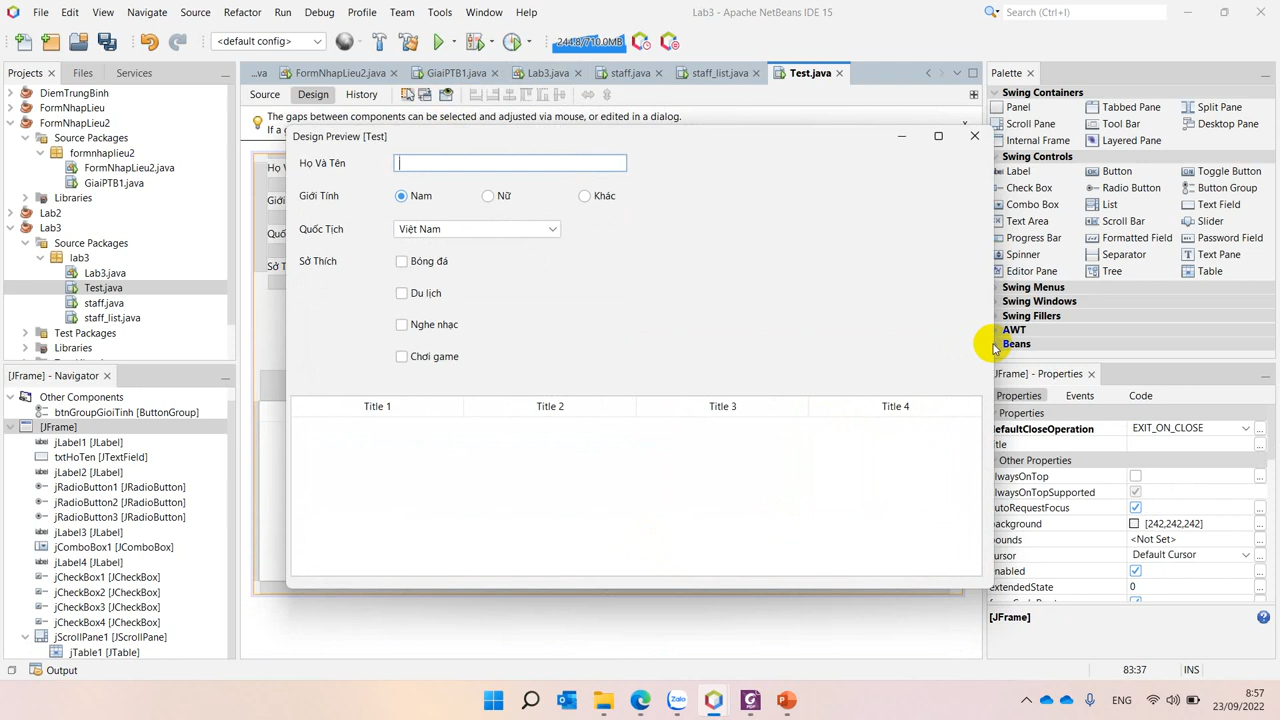 File Edit View Navigate Source Refactor Run Debug Profile Team Tools Window Help
Lab3 - Apache NetBeans IDE 15
Search (Ctrl+I)
<default config>
244.8/710.0MB
Projects Files Services
...va FormNhapLieu2.java GiaiPTB1.java Lab3.java staff.java staff_list.java Test.java
Palette
DiemTrungBinh
FormNhapLieu
FormNhapLieu2
Source Packages
formnhaplieu2
FormNhapLieu2.java
GiaiPTB1.java
Libraries
Lab2
Lab3
Source Packages
lab3
Lab3.java
Test.java
staff.java
staff_list.java
Test Packages
Libraries
Source Design History
The gaps between components can be selected and adjusted via mouse, or edited in a dialog.
Design Preview [Test]
Họ Và Tên
Giới Tính
Nam Nữ Khác
Quốc Tịch
Việt Nam
Sở Thích
Bóng đá
Du lịch
Nghe nhạc
Chơi game
Title 1 Title 2 Title 3 Title 4
Swing Containers
Panel Tabbed Pane Split Pane
Scroll Pane Tool Bar Desktop Pane
Internal Frame Layered Pane
Swing Controls
Label Button Toggle Button
Check Box Radio Button Button Group
Combo Box List Text Field
Text Area Scroll Bar Slider
Progress Bar Formatted Field Password Field
Spinner Separator Text Pane
Editor Pane Tree Table
Swing Menus
Swing Windows
Swing Fillers
AWT
Beans
[JFrame] - Navigator
Other Components
btnGroupGioiTinh [ButtonGroup]
[JFrame]
jLabel1 [JLabel]
txtHoTen [JTextField]
jLabel2 [JLabel]
jRadioButton1 [JRadioButton]
jRadioButton2 [JRadioButton]
jRadioButton3 [JRadioButton]
jLabel3 [JLabel]
jComboBox1 [JComboBox]
jLabel4 [JLabel]
jCheckBox1 [JCheckBox]
jCheckBox2 [JCheckBox]
jCheckBox3 [JCheckBox]
jCheckBox4 [JCheckBox]
jScrollPane1 [JScrollPane]
jTable1 [JTable]
JFrame] - Properties
Properties Events Code
Properties
defaultCloseOperation EXIT_ON_CLOSE
itle
Other Properties
alwaysOnTop
alwaysOnTopSupported
autoRequestFocus
background [242,242,242]
bounds <Not Set>
cursor Default Cursor
enabled
extendedState 0
[JFrame]
Output
83:37 INS
ENG
8:57
23/09/2022